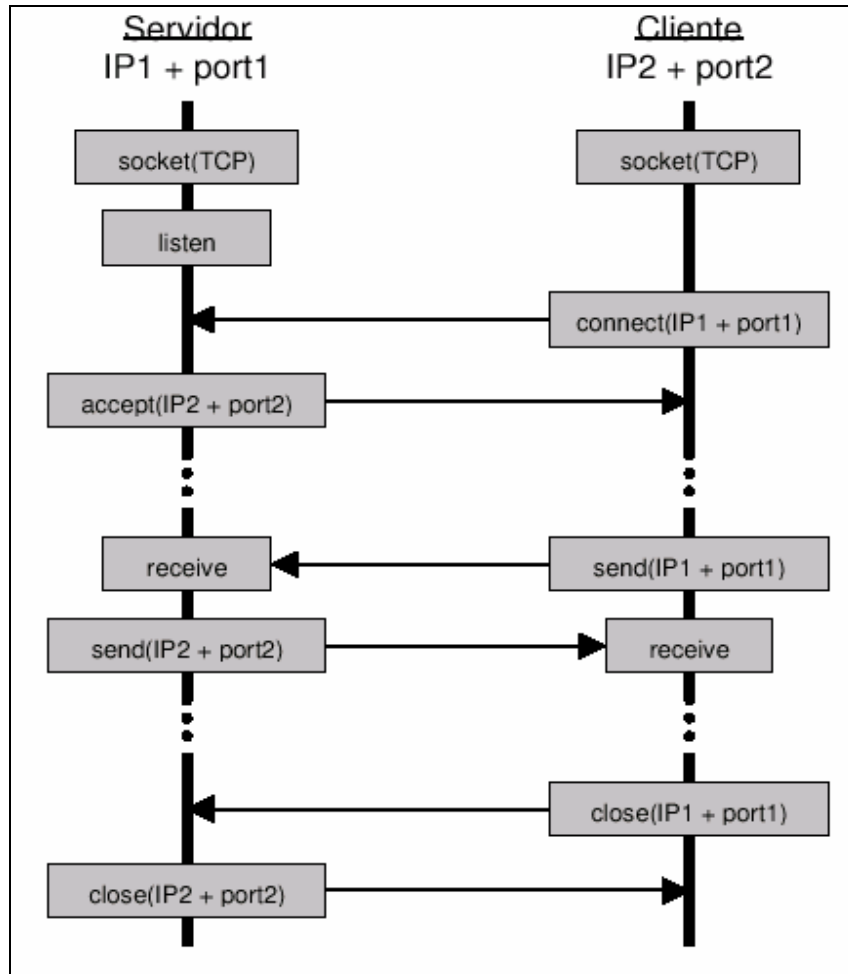 Servidor
IP1 + port1
Cliente
IP2 + port2
socket(TCP)
socket(TCP)
listen
connect(IP1 + port1)
accept(IP2 + port2)
receive
send(IP1 + port1)
send(IP2 + port2)
receive
close(IP1 + port1)
close(IP2 + port2)